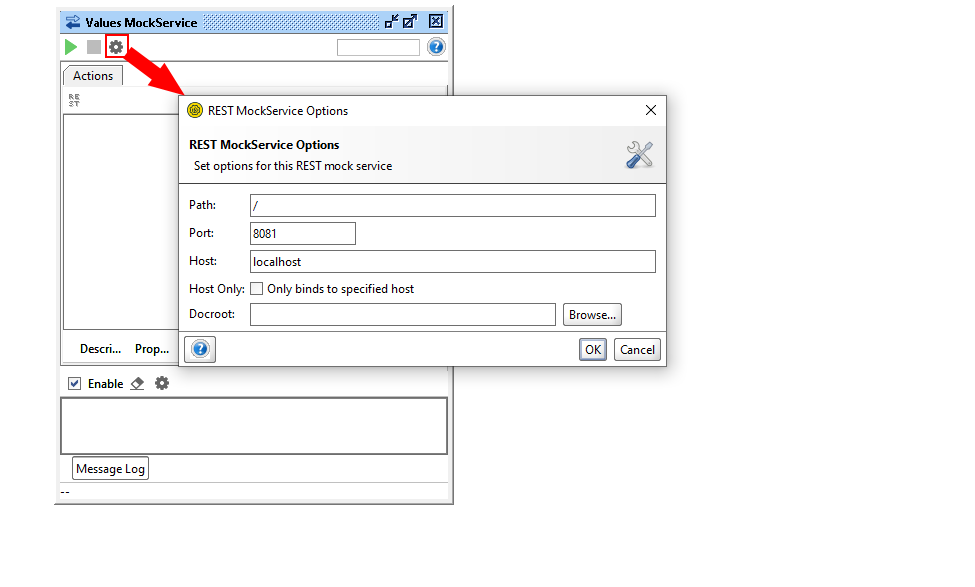 Values MockService
Actions
RE
ST
REST MockService Options
REST MockService Options
Set options for this REST mock service
Path: /
Port: 8081
Host: localhost
Host Only: Only binds to specified host
Docroot: Browse...
? OK Cancel
Descri... Prop...
Enable
Message Log
--